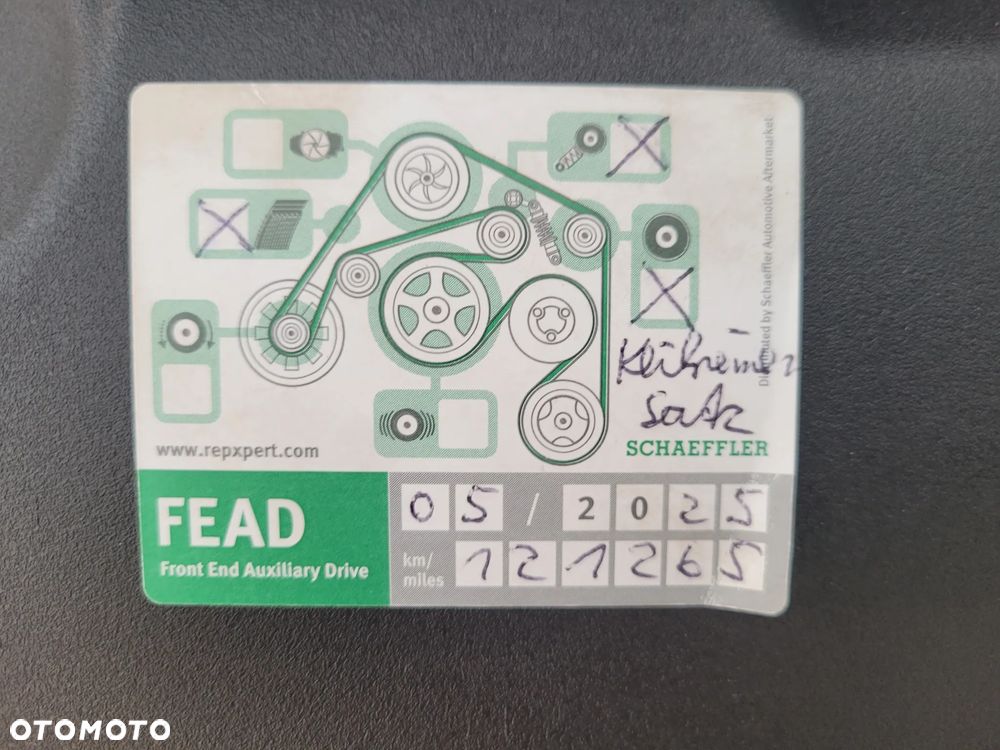 Distributed by Schaeffler Automotive Aftermarket
Satz
www.repxpert.com
SCHAEFFLER
FEAD
Front End Auxiliary Drive
05/2025
km/
miles
121265
OTOMOTO